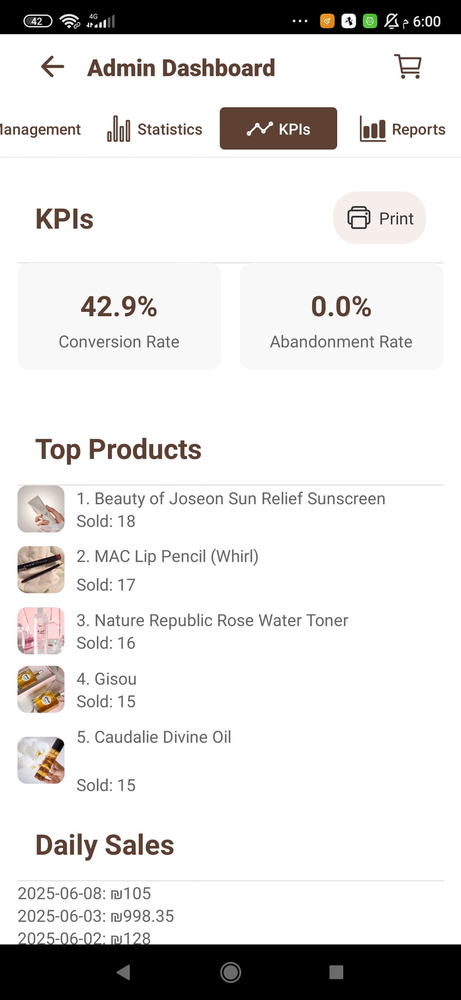 42 4G م 6:00
Admin Dashboard
Management Statistics KPIs Reports
KPIs
Print
42.9% 0.0%
Conversion Rate Abandonment Rate
Top Products
1. Beauty of Joseon Sun Relief Sunscreen
Sold: 18
2. MAC Lip Pencil (Whirl)
Sold: 17
3. Nature Republic Rose Water Toner
Sold: 16
4. Gisou
Sold: 15
5. Caudalie Divine Oil
Sold: 15
Daily Sales
2025-06-08: ₪105
2025-06-03: ₪998.35
2025-06-02: ₪128